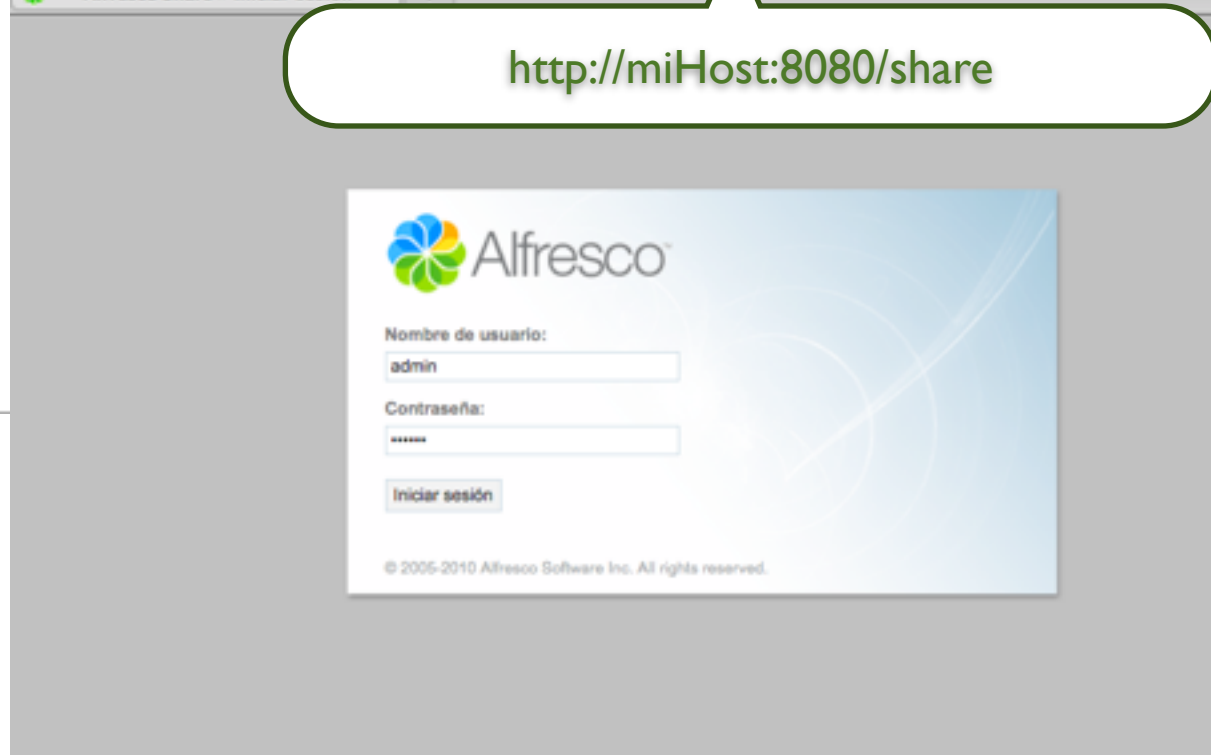 http://miHost:8080/share
Alfresco
Nombre de usuario:
admin
Contraseña:
••••••
Iniciar sesión
© 2005-2010 Alfresco Software Inc. All rights reserved.